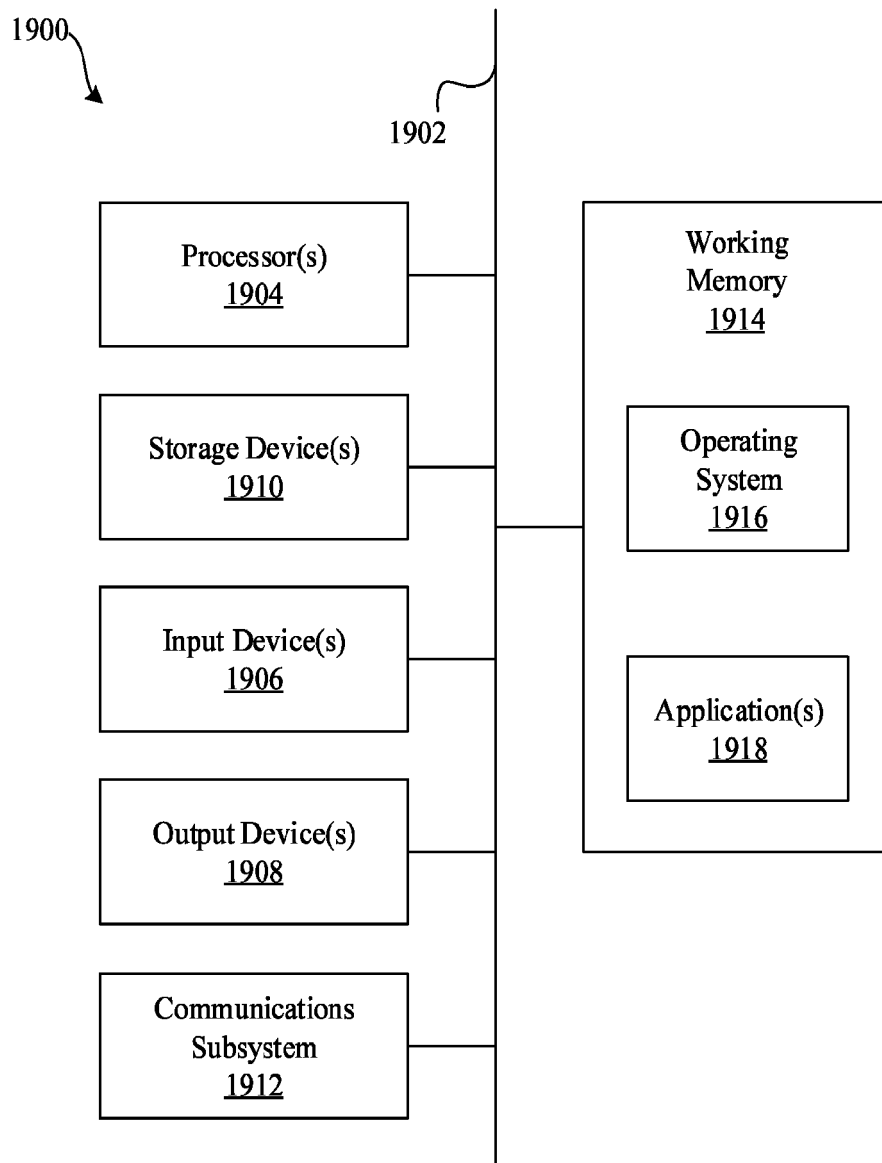 1900
1902
Processor(s)
1904
Storage Device(s)
1910
Input Device(s)
1906
Output Device(s)
1908
Communications
Subsystem
1912
Working
Memory
1914
Operating
System
1916
Application(s)
1918